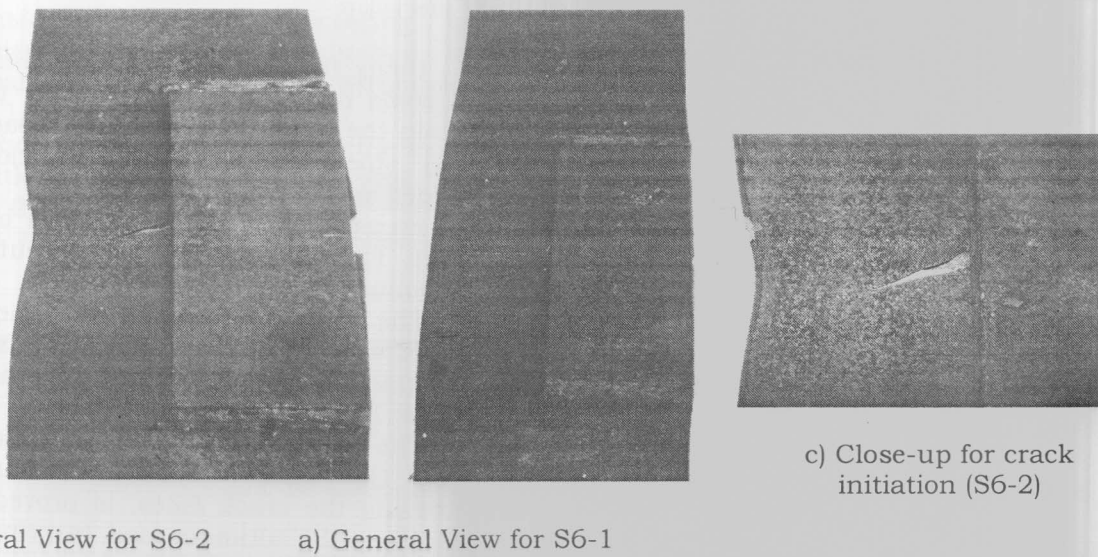 c) Close-up for crack
initiation (S6-2)
ral View for S6-2
a) General View for S6-1